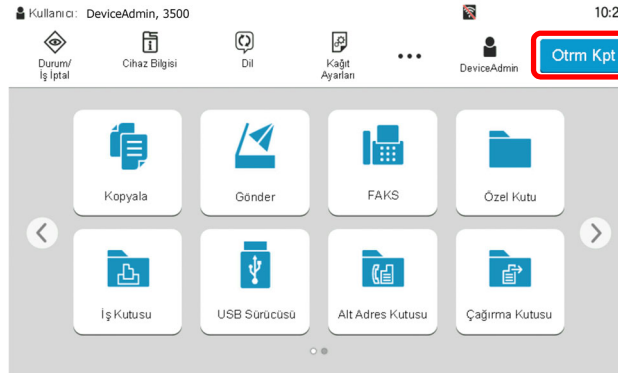 Kullanıcı: DeviceAdmin, 3500
10:2
Durum/
İş İptal
Cihaz Bilgisi
Dil
Kağıt
Ayarları
DeviceAdmin
Otrm Kpt
Kopyala
Gönder
FAKS
Özel Kutu
İş Kutusu
USB Sürücüsü
Alt Adres Kutusu
Çağırma Kutusu